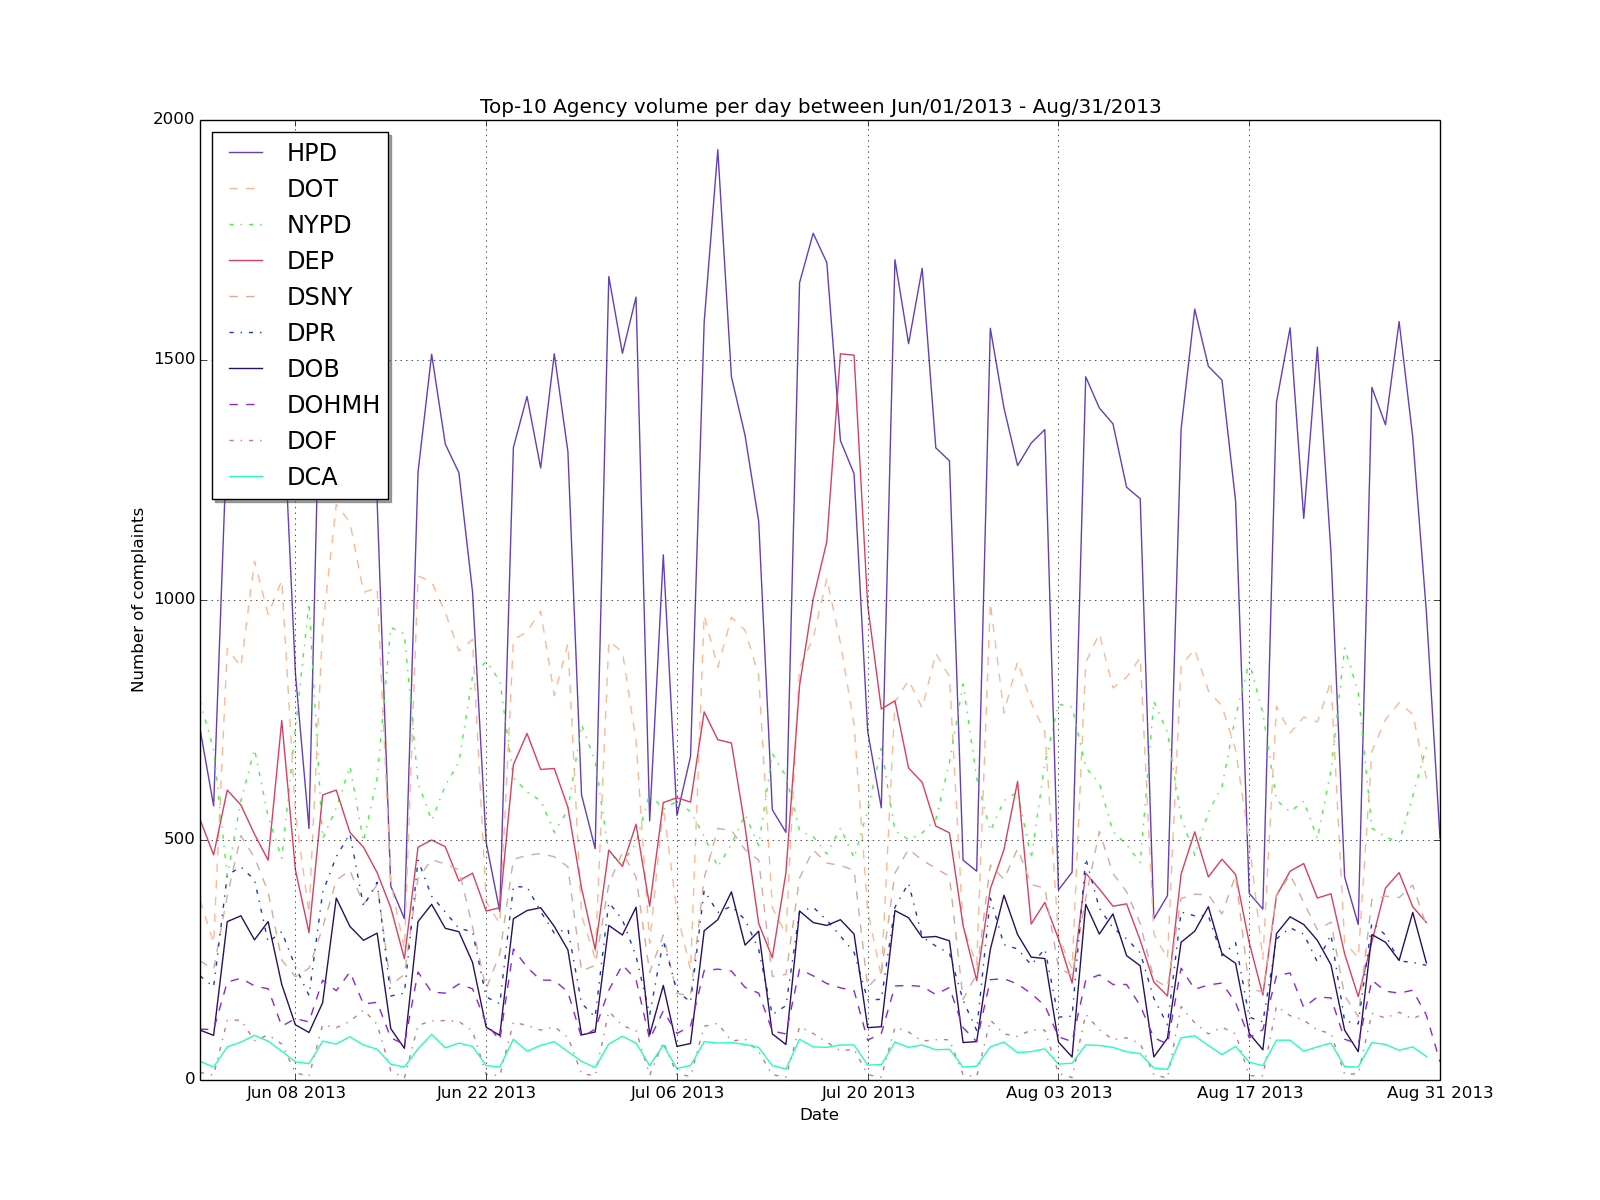 Top-10 Agency volume per day between Jun/01/2013 - Aug/31/2013
2000
1500
1000
500
0
Number of complaints
HPD
DOT
NYPD
DEP
DSNY
DPR
DOB
DOHMH
DOF
DCA
Jun 08 2013
Jun 22 2013
Jul 06 2013
Jul 20 2013
Aug 03 2013
Aug 17 2013
Aug 31 2013
Date